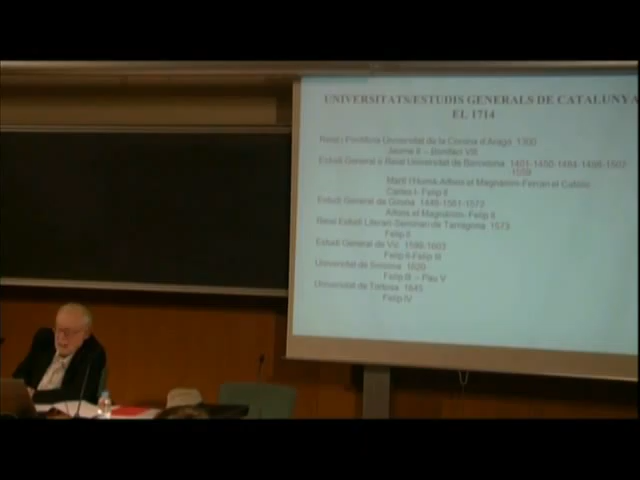 UNIVERSITATS/ESTUDIS GENERALS DE CATALUNYA
EL 1714
Reial i Pontifícia Universitat de la Corona d'Aragó 1300
Jaume II – Bonifaci VIII
Estudi General o Reial Universitat de Barcelona 1401-1450-1484-1488-1507
1559
Martí l'Humà-Alfons el Magnànim-Ferran el Catòlic
Carles I- Felip II
Estudi General de Girona 1446-1561-1572
Alfons el Magnànim- Felip II
Reial Estudi Literari-Seminari de Tarragona 1573
Felip II
Estudi General de Vic 1599-1603
Felip II-Felip III
Universitat de Solsona 1620
Felip III – Pau V
Universitat de Tortosa 1645
Felip IV